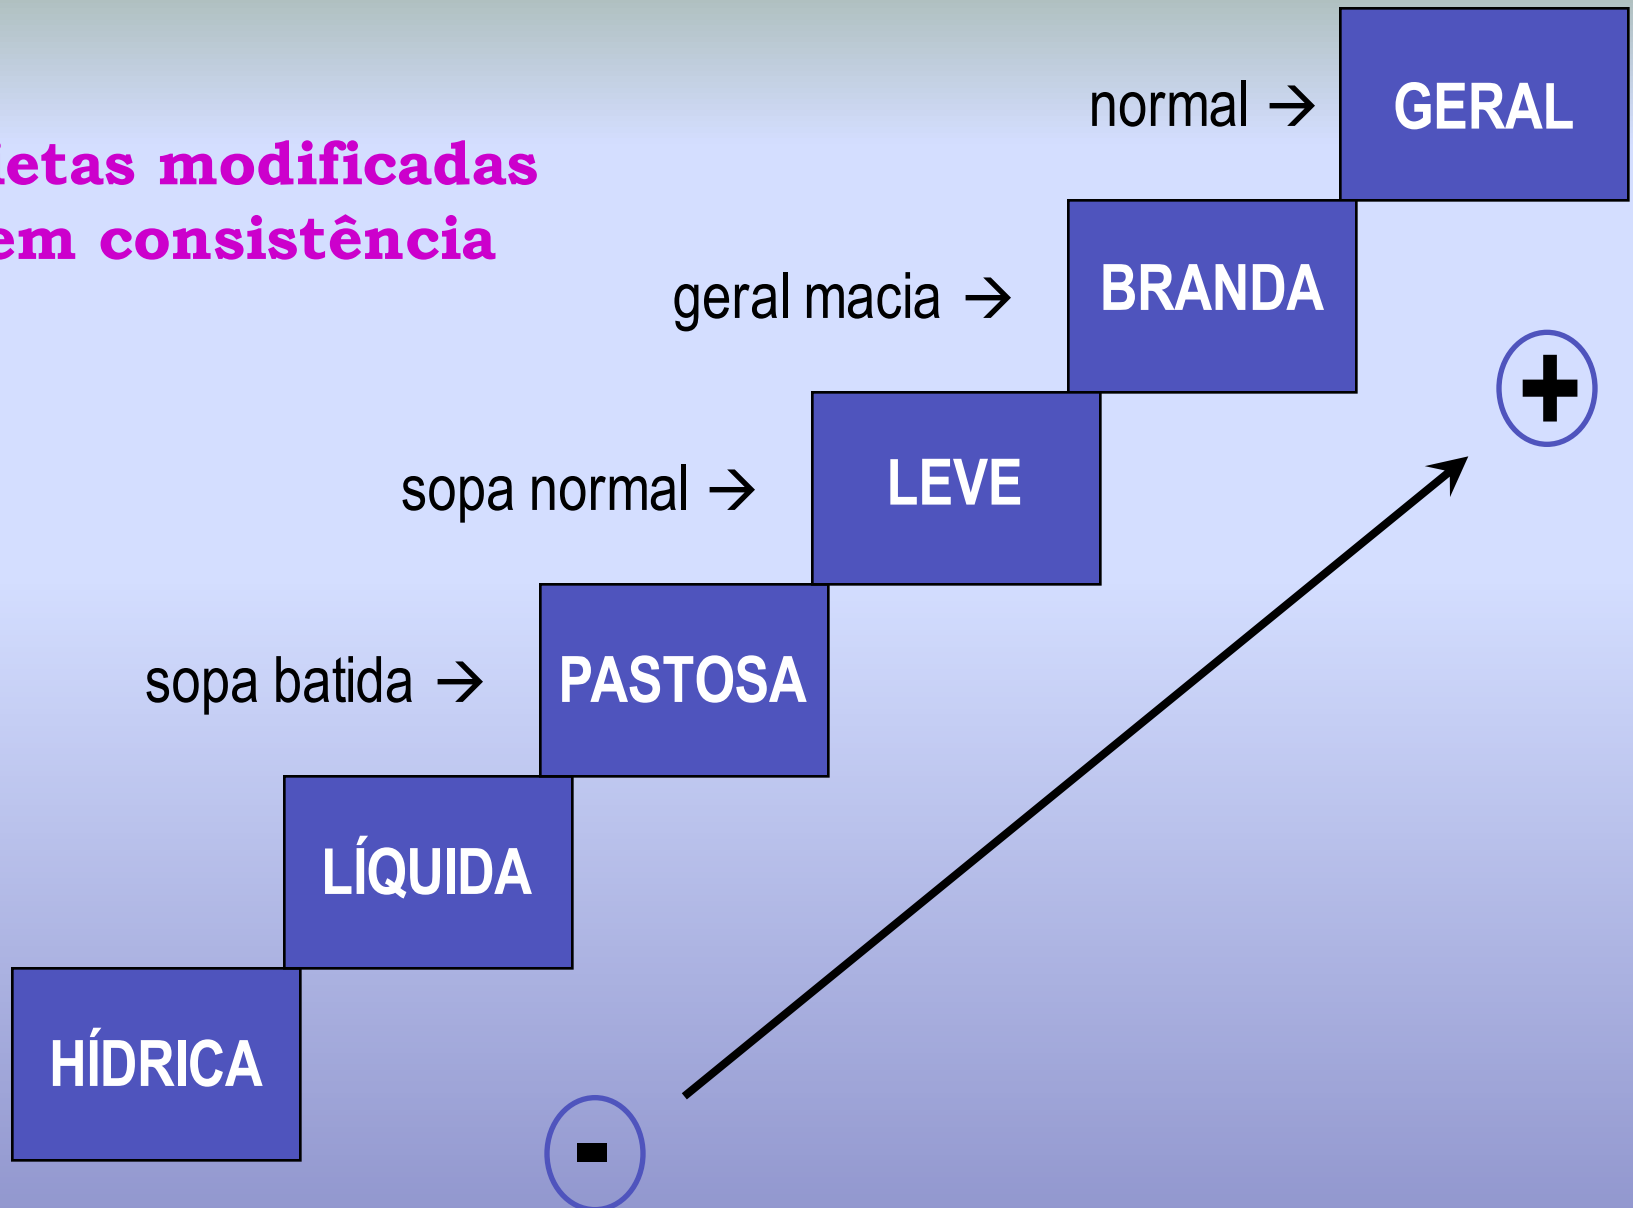 normal → GERAL
ietas modificadas
em consistência
geral macia → BRANDA
+
sopa normal → LEVE
sopa batida → PASTOSA
LÍQUIDA
HÍDRICA
-